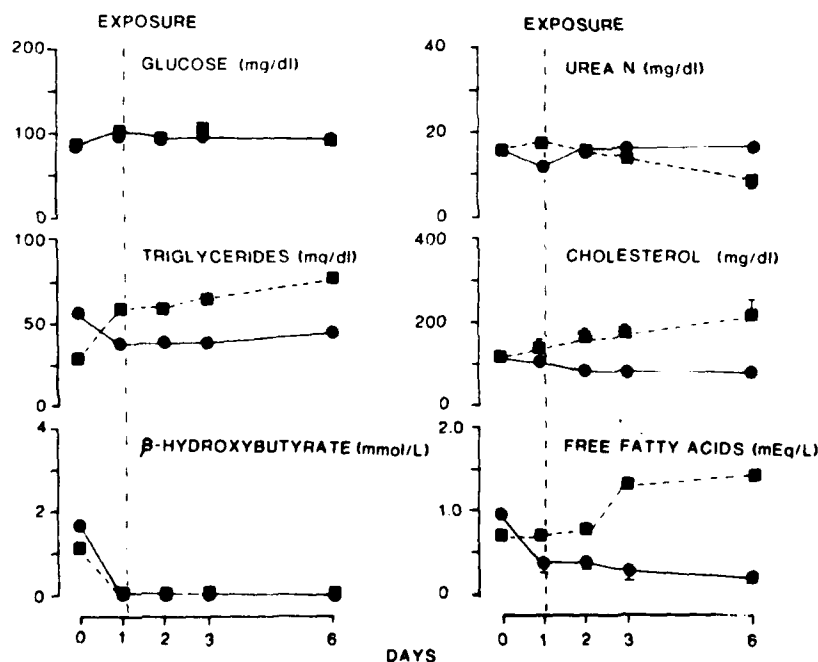 EXPOSURE
GLUCOSE (mg/dl)
200
100
0
TRIGLYCERIDES (mg/dl)
100
50
0
β-HYDROXYBUTYRATE (mmol/L)
4
2
0
0 1 2 3 6
EXPOSURE
UREA N (mg/dl)
40
20
0
CHOLESTEROL (mg/dl)
400
200
0
FREE FATTY ACIDS (mEq/L)
2.0
1.0
0
0 1 2 3 6
DAYS